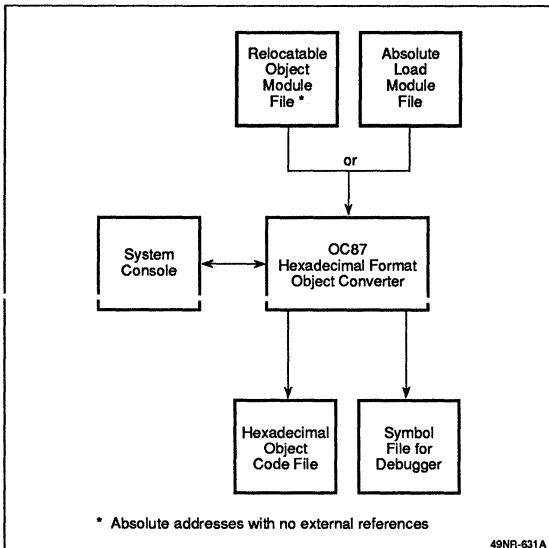 Relocatable
Object
Module
File *
Absolute
Load
Module
File
or
System
Console
OC87
Hexadecimal Format
Object Converter
Hexadecimal
Object
Code File
Symbol
File for
Debugger
* Absolute addresses with no external references
49NR-631A